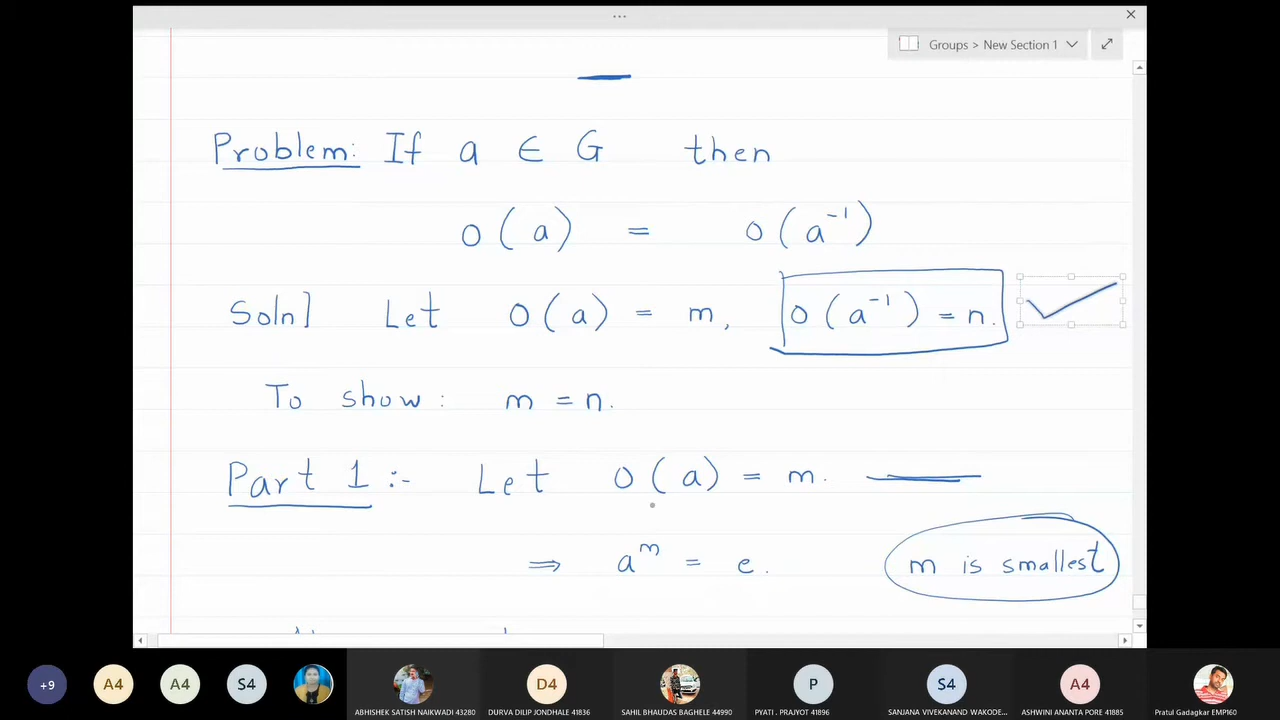 Groups > New Section 1
Problem: If a ∈ G then
o(a) = o(a⁻¹)
Soln] Let o(a) = m, o(a⁻¹) = n.
To show: m = n.
Part 1 :- Let o(a) = m.
⇒ a^m = e. m is smallest
+9 A4 A4 S4 D4 P S4 A4
ABHISHEK SATISH NAIKWADI 43280 DURVA DILIP JONDHALE 41836 SAHIL BHAUDAS BAGHELE 44990 PYATI . PRAJYOT 41896 SANJANA VIVEKANAND WAKODE... ASHWINI ANANTA PORE 41885 Pratul Gadagkar EMP160